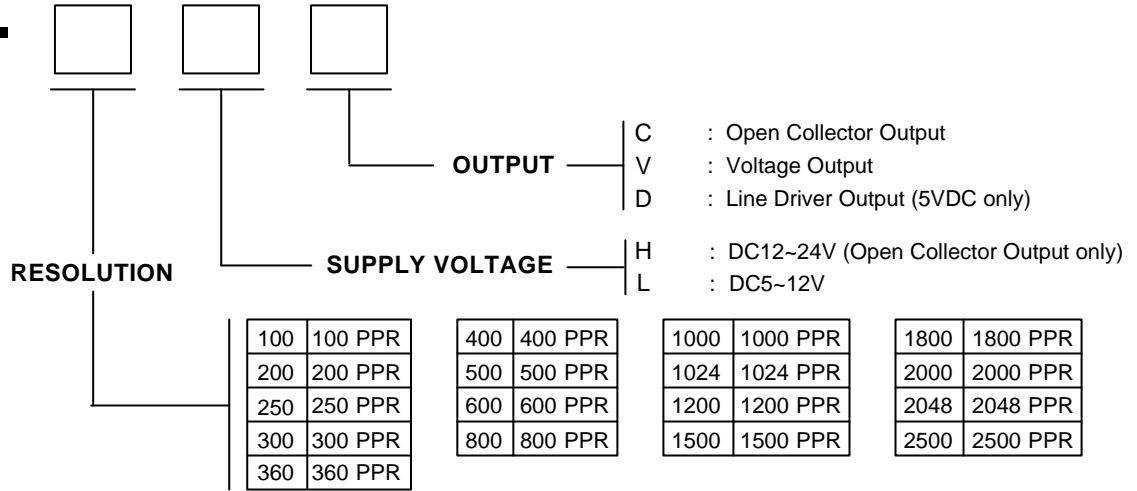 C : Open Collector Output
OUTPUT V : Voltage Output
D : Line Driver Output (5VDC only)
H : DC12~24V (Open Collector Output only)
SUPPLY VOLTAGE
L : DC5~12V
RESOLUTION
100 100 PPR 400 400 PPR 1000 1000 PPR 1800 1800 PPR
200 200 PPR 500 500 PPR 1024 1024 PPR 2000 2000 PPR
250 250 PPR 600 600 PPR 1200 1200 PPR 2048 2048 PPR
300 300 PPR 800 800 PPR 1500 1500 PPR 2500 2500 PPR
360 360 PPR